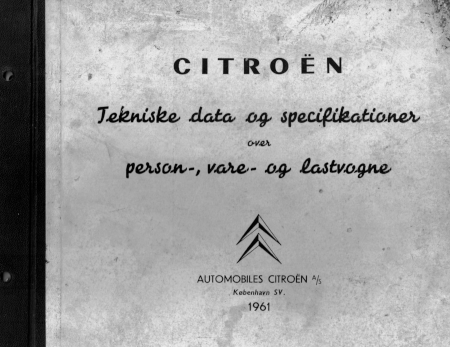 CITROËN
Tekniske data og specifikationer
over
person-, vare- og lastvogne
AUTOMOBILES CITROËN A/S
København SV.
1961